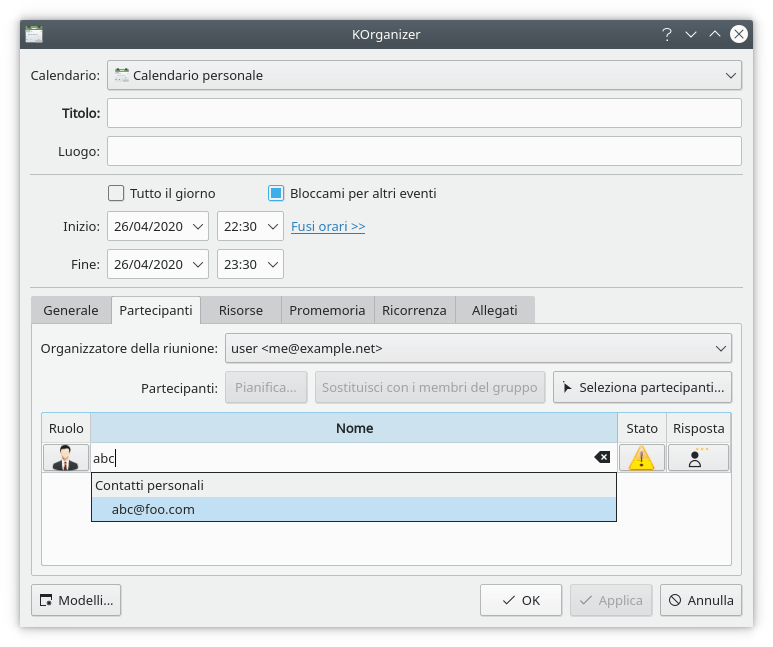 KOrganizer
Calendario: Calendario personale
Titolo:
Luogo:
Tutto il giorno Bloccami per altri eventi
Inizio: 26/04/2020 22:30 Fusi orari >>
Fine: 26/04/2020 23:30
Generale Partecipanti Risorse Promemoria Ricorrenza Allegati
Organizzatore della riunione: user <me@example.net>
Partecipanti: Pianifica... Sostituisci con i membri del gruppo Seleziona partecipanti...
Ruolo Nome Stato Risposta
abc
Contatti personali
abc@foo.com
Modelli... OK Applica Annulla